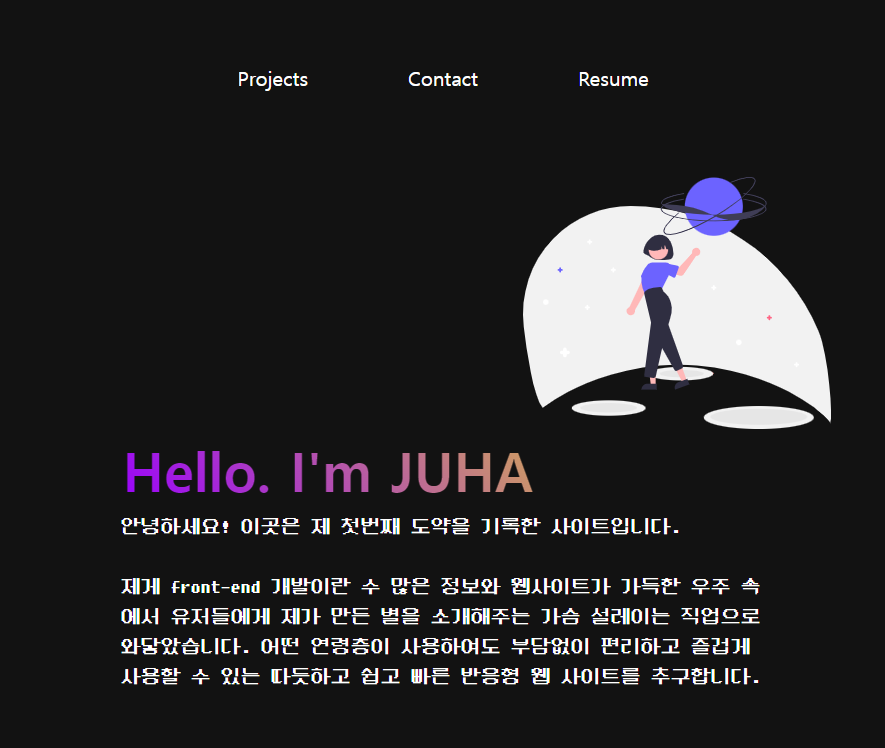 Projects Contact Resume
Hello. I'm JUHA
안녕하세요! 이곳은 제 첫번째 도약을 기록한 사이트입니다.
제게 front-end 개발이란 수 많은 정보와 웹사이트가 가득한 우주 속
에서 유저들에게 제가 만든 별을 소개해주는 가슴 설레이는 직업으로
와닿았습니다. 어떤 연령층이 사용하여도 부담없이 편리하고 즐겁게
사용할 수 있는 따듯하고 쉽고 빠른 반응형 웹 사이트를 추구합니다.